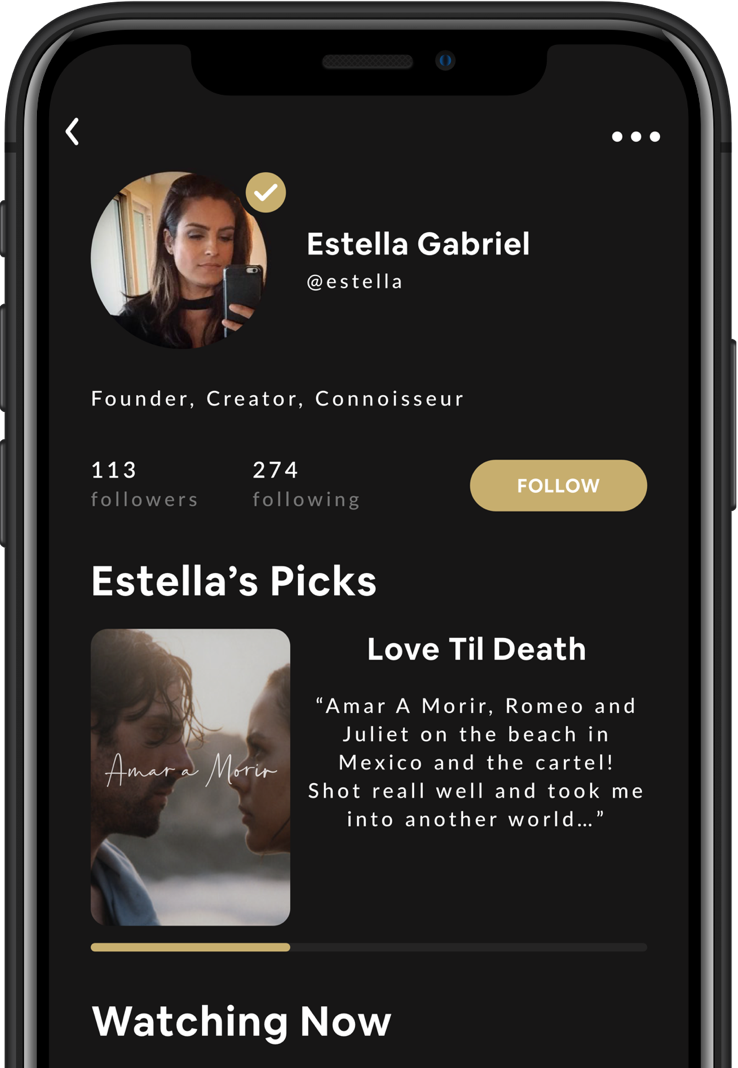 Estella Gabriel
@estella
Founder, Creator, Connoisseur
113
followers
274
following
FOLLOW
Estella’s Picks
Amar a Morir
Love Til Death
“Amar A Morir, Romeo and
Juliet on the beach in
Mexico and the cartel!
Shot reall well and took me
into another world…”
Watching Now